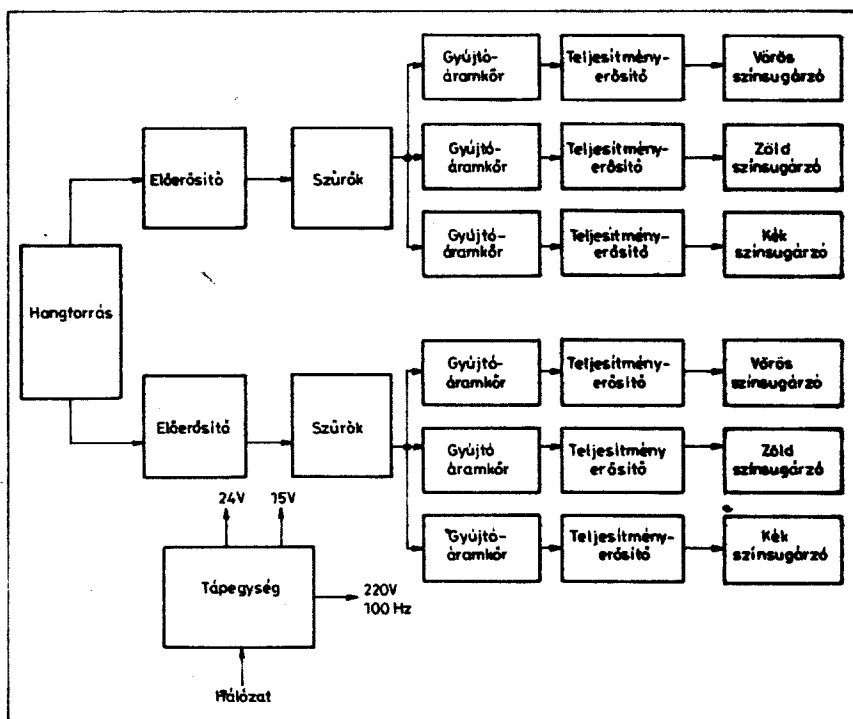 Gyújtó-
áramkör
Teljesítmény-
erősítő
Vörös
színsugárzó
Előerősítő
Szűrők
Gyújtó-
áramkör
Teljesítmény-
erősítő
Zöld
színsugárzó
Gyújtó-
áramkör
Teljesítmény-
erősítő
Kék
színsugárzó
Hangforrás
Gyújtó-
áramkör
Teljesítmény-
erősítő
Vörös
színsugárzó
Előerősítő
Szűrők
Gyújtó
áramkör
Teljesítmény
erősítő
Zöld
színsugárzó
24V
15V
Gyújtó-
áramkör
Teljesítmény-
erősítő
Kék
színsugárzó
Tápegység
220V
100 Hz
Hálózat